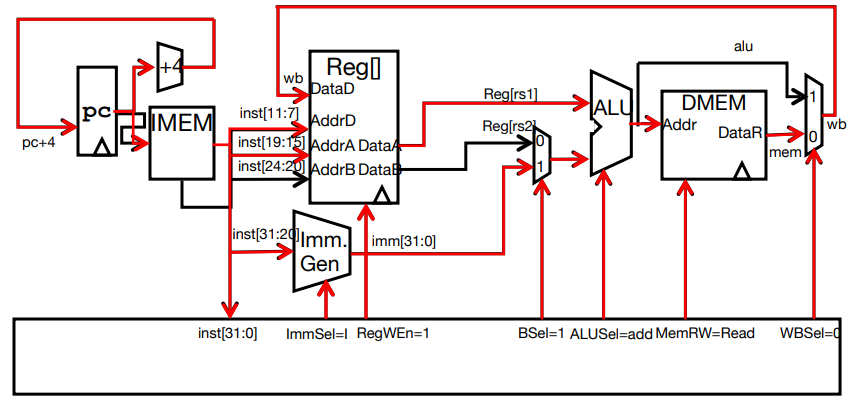 wb
alu
Reg[]
DataD
AddrD
AddrA DataA
AddrB DataB
pc
+4
pc+4
IMEM
inst[11:7]
inst[19:15]
inst[24:20]
inst[31:20]
Imm.
Gen
imm[31:0]
Reg[rs1]
Reg[rs2]
0
1
ALU
DMEM
Addr
DataR
mem
1
0
wb
inst[31:0]
ImmSel=I
RegWEn=1
BSel=1
ALUSel=add
MemRW=Read
WBSel=0